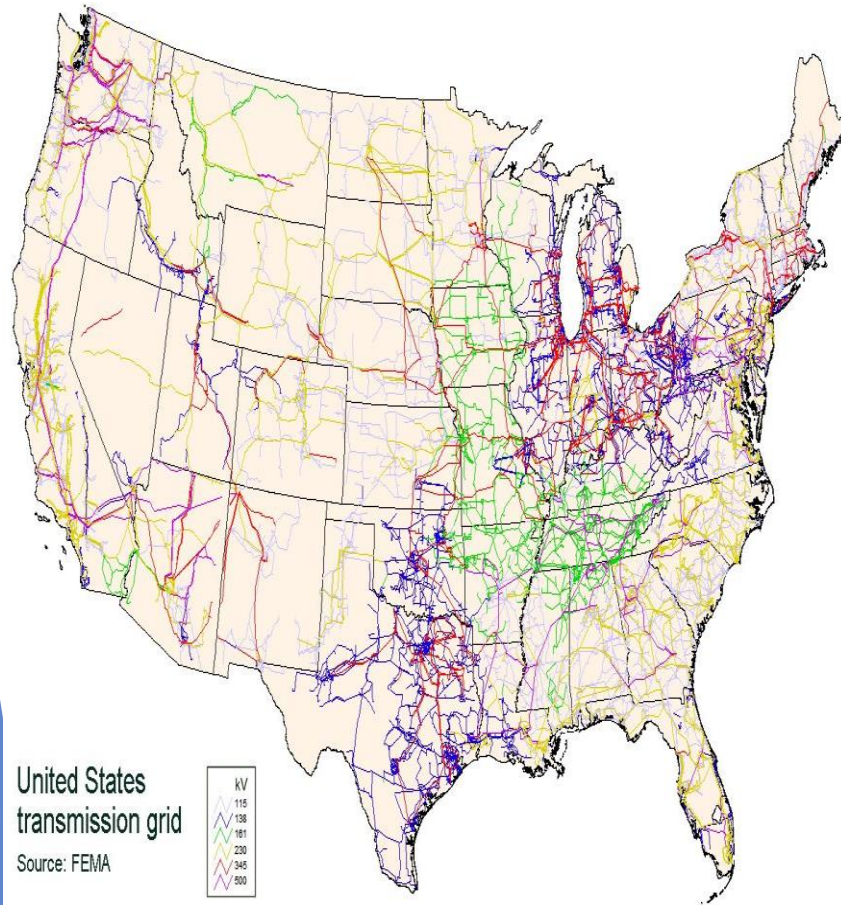 United States
transmission grid
Source: FEMA
kV
115
138
161
230
345
500